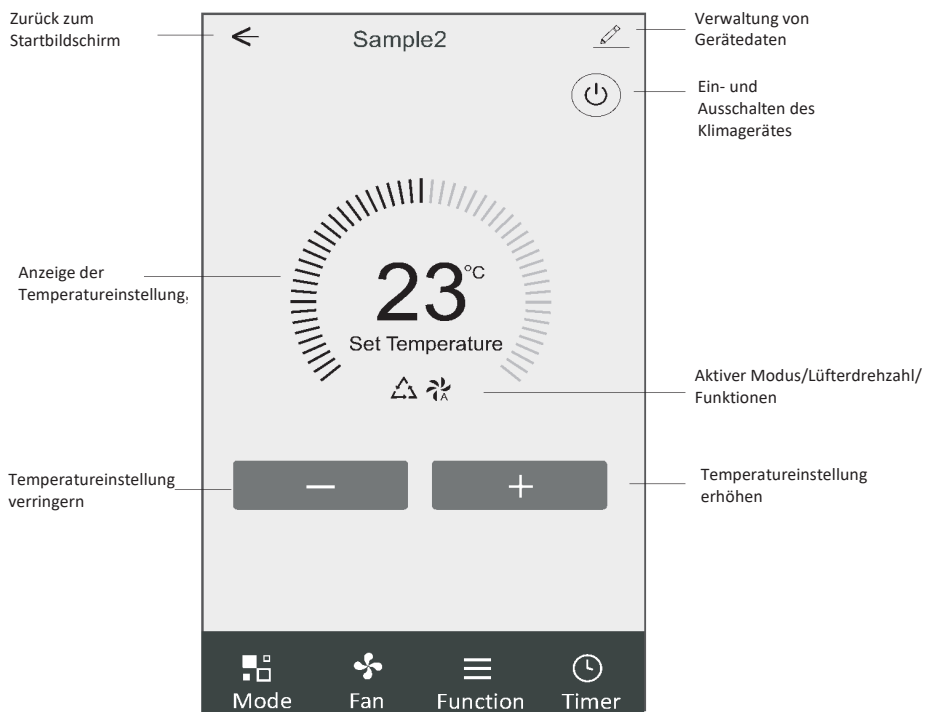 Zurück zum
Startbildschirm
Sample2
Verwaltung von
Gerätedaten
Ein- und
Ausschalten des
Klimagerätes
Anzeige der
Temperatureinstellung,
23°C
Set Temperature
A
Aktiver Modus/Lüfterdrehzahl/
Funktionen
Temperatureinstellung
verringern
−
+
Temperatureinstellung
erhöhen
Mode Fan Function Timer